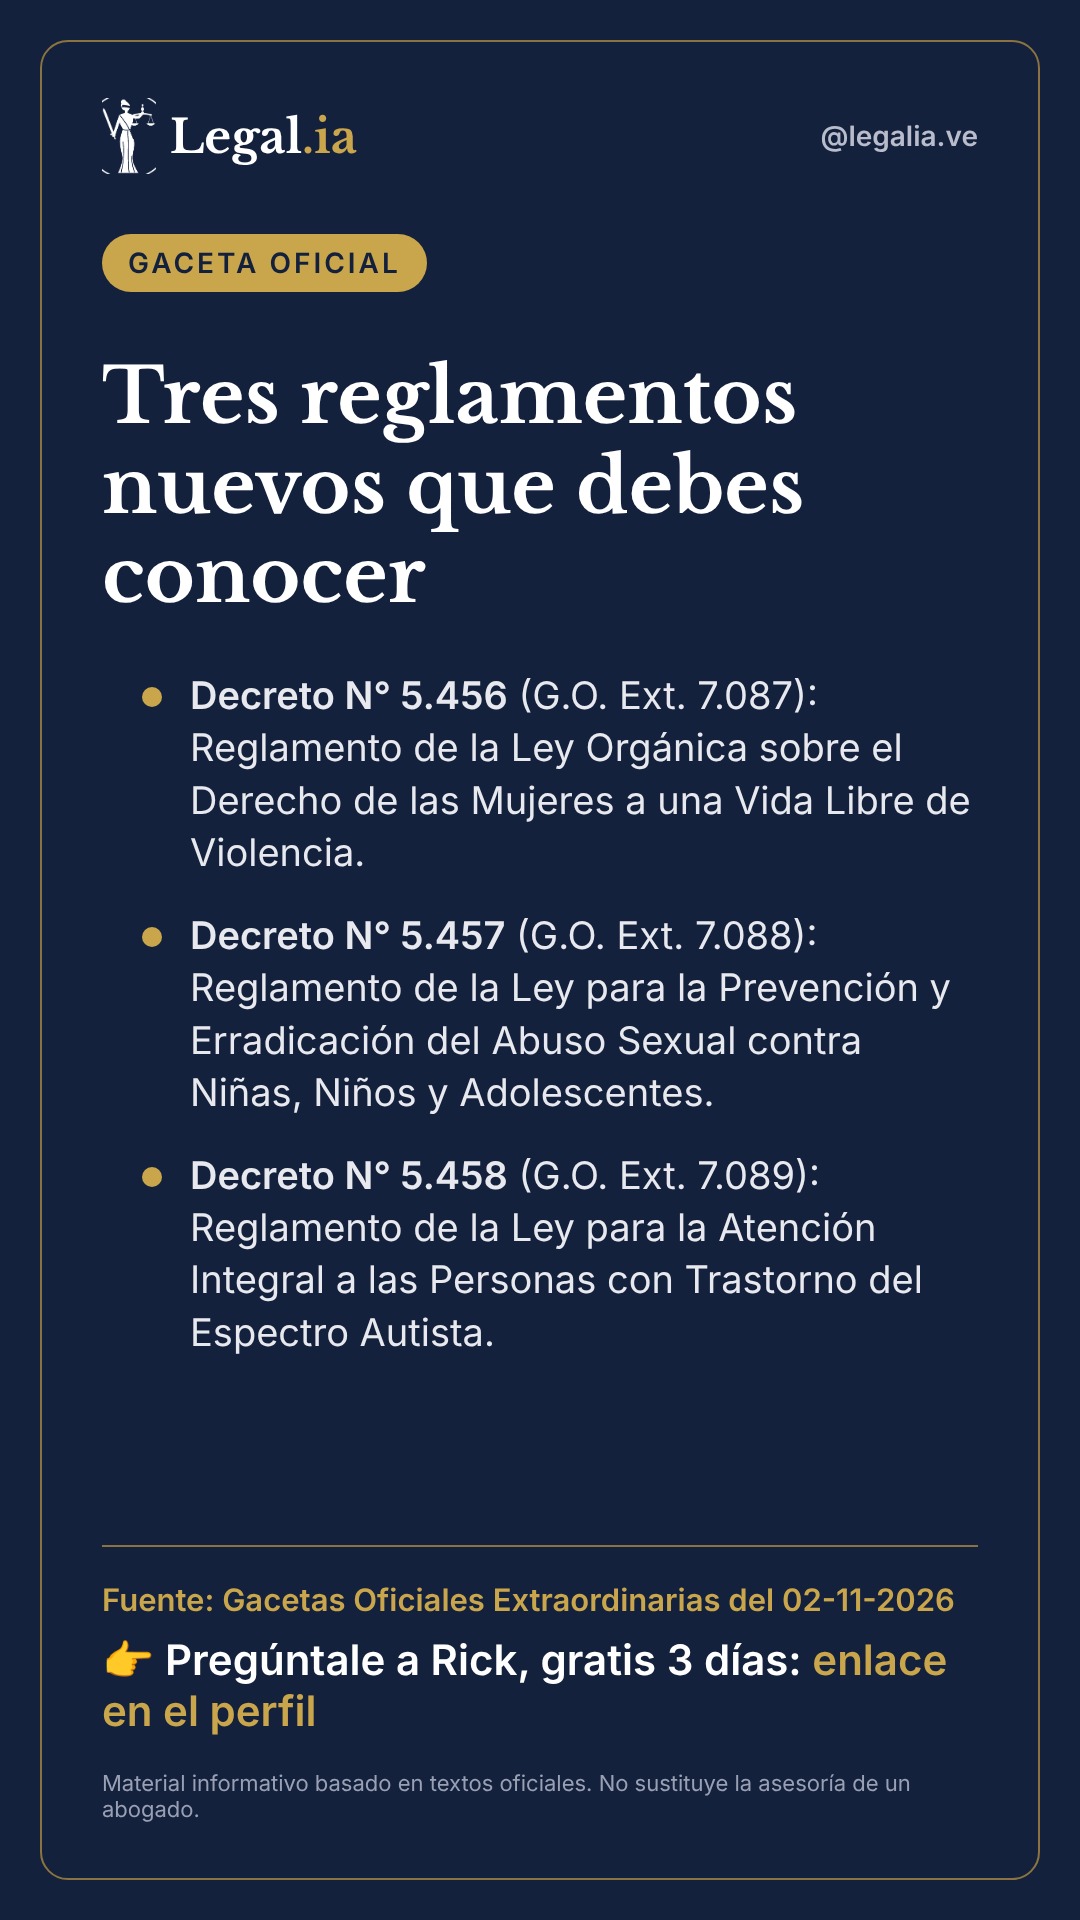 Legal.ia
@legalia.ve
GACETA OFICIAL
Tres reglamentos
nuevos que debes
conocer
Decreto N° 5.456 (G.O. Ext. 7.087):
Reglamento de la Ley Orgánica sobre el
Derecho de las Mujeres a una Vida Libre de
Violencia.
Decreto N° 5.457 (G.O. Ext. 7.088):
Reglamento de la Ley para la Prevención y
Erradicación del Abuso Sexual contra
Niñas, Niños y Adolescentes.
Decreto N° 5.458 (G.O. Ext. 7.089):
Reglamento de la Ley para la Atención
Integral a las Personas con Trastorno del
Espectro Autista.
Fuente: Gacetas Oficiales Extraordinarias del 02-11-2026
👉 Pregúntale a Rick, gratis 3 días: enlace
en el perfil
Material informativo basado en textos oficiales. No sustituye la asesoría de un
abogado.